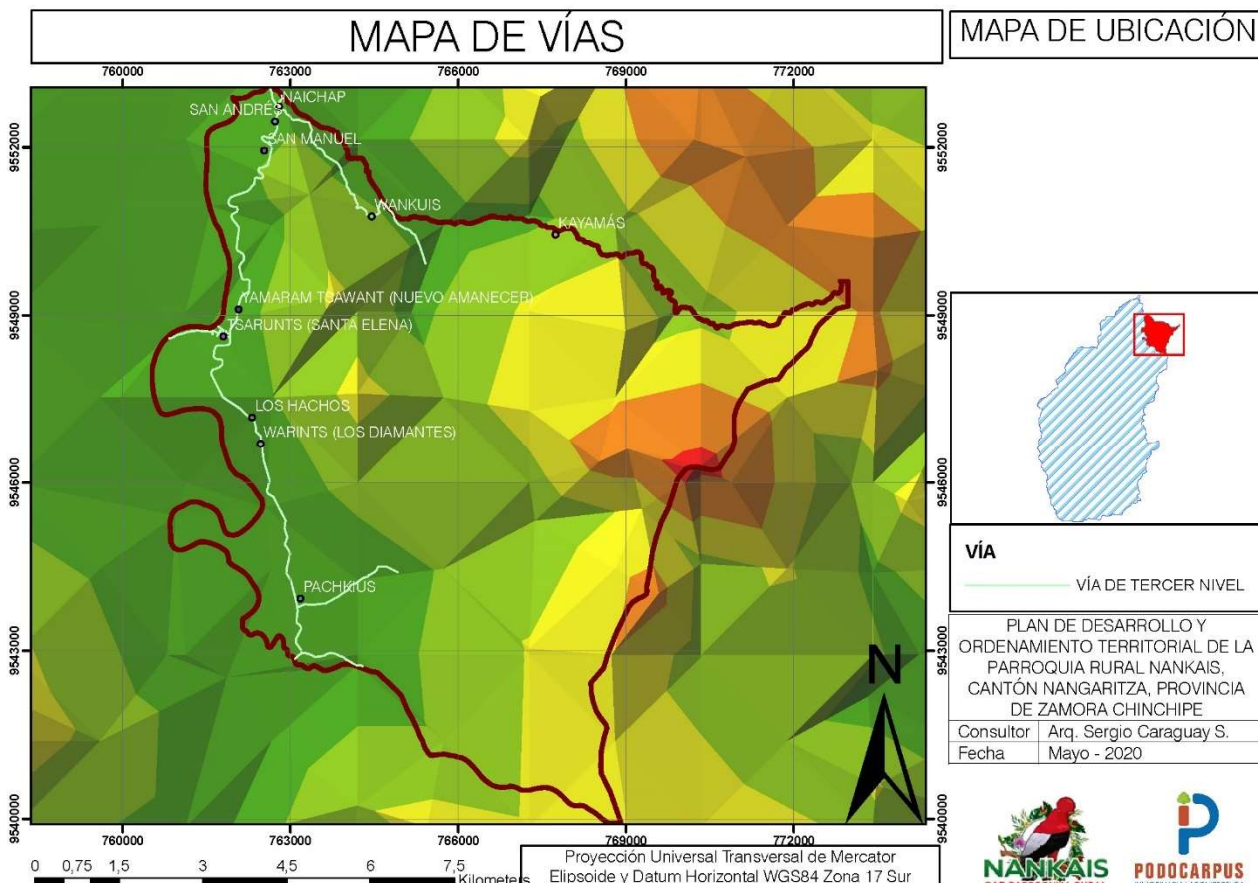 MAPA DE VÍAS
MAPA DE UBICACIÓN
760000 763000 766000 769000 772000
9552000 9552000
9549000 9549000
9546000 9546000
9543000 9543000
9540000 9540000
NAICHAP
SAN ANDRÉS
SAN MANUEL
WANKUIS
KAYAMÁS
YAMARAM TSAWANT (NUEVO AMANECER)
TSARUNTS (SANTA ELENA)
LOS HACHOS
WARINTS (LOS DIAMANTES)
PACHKIUS
N
760000 763000 766000 769000 772000
0 0,75 1,5 3 4,5 6 7,5
Kilometers
Proyección Universal Transversal de Mercator
Elipsoide y Datum Horizontal WGS84 Zona 17 Sur
VÍA
VÍA DE TERCER NIVEL
PLAN DE DESARROLLO Y
ORDENAMIENTO TERRITORIAL DE LA
PARROQUIA RURAL NANKAIS,
CANTÓN NANGARITZA, PROVINCIA
DE ZAMORA CHINCHIPE
Consultor Arq. Sergio Caraguay S.
Fecha Mayo - 2020
NANKAIS
PODOCARPUS